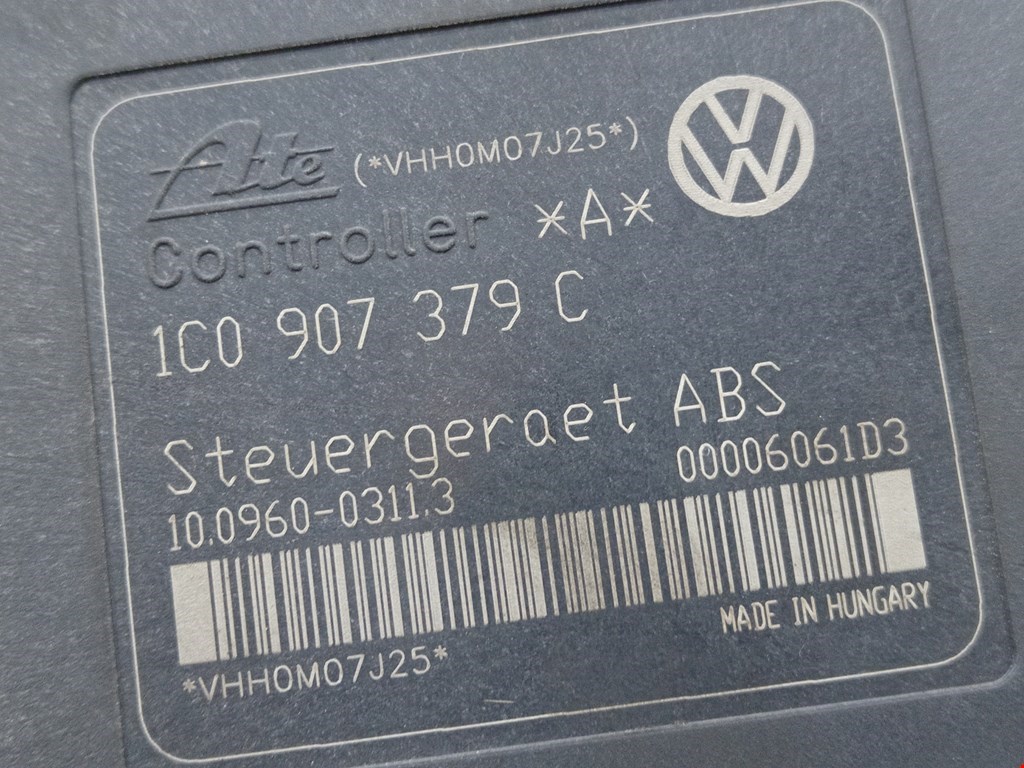 Ate (*VHH0M07J25*)
Controller *A*
1C0 907 379 C
Steuergeraet ABS
10.0960-0311.3 00006061D3
MADE IN HUNGARY
*VHH0M07J25*